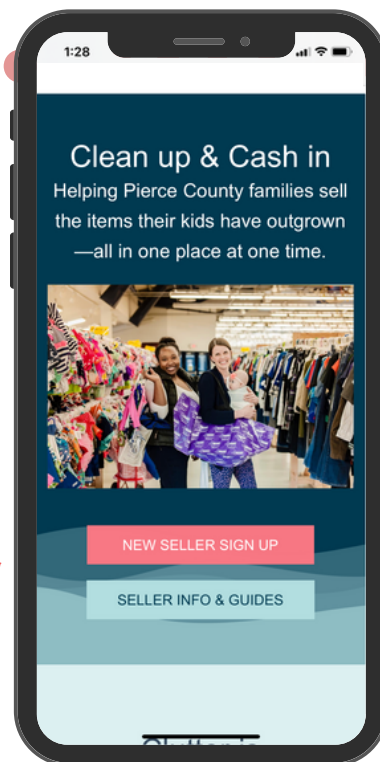 1:28
Clean up & Cash in
Helping Pierce County families sell
the items their kids have outgrown
—all in one place at one time.
NEW SELLER SIGN UP
SELLER INFO & GUIDES